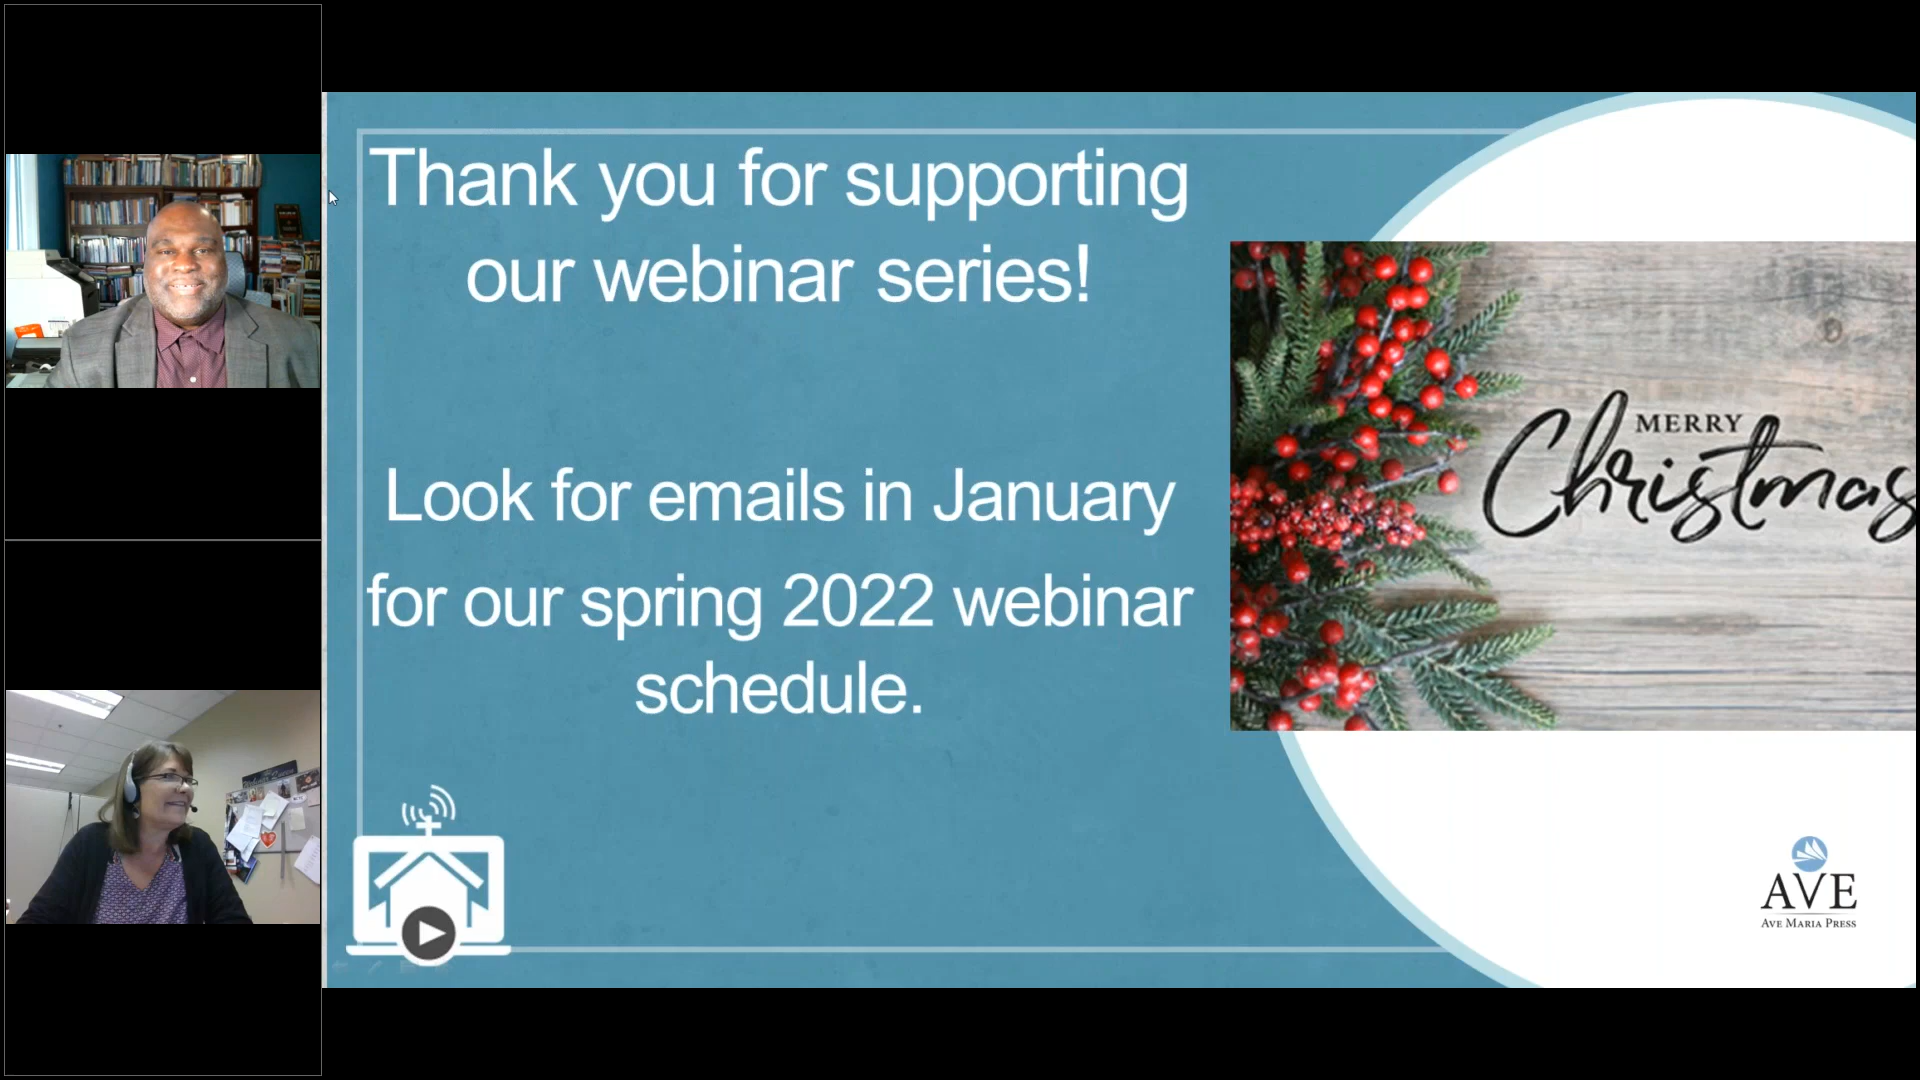 Thank you for supporting
our webinar series!
Look for emails in January
for our spring 2022 webinar
schedule.
MERRY
Christmas
AVE
AVE MARIA PRESS